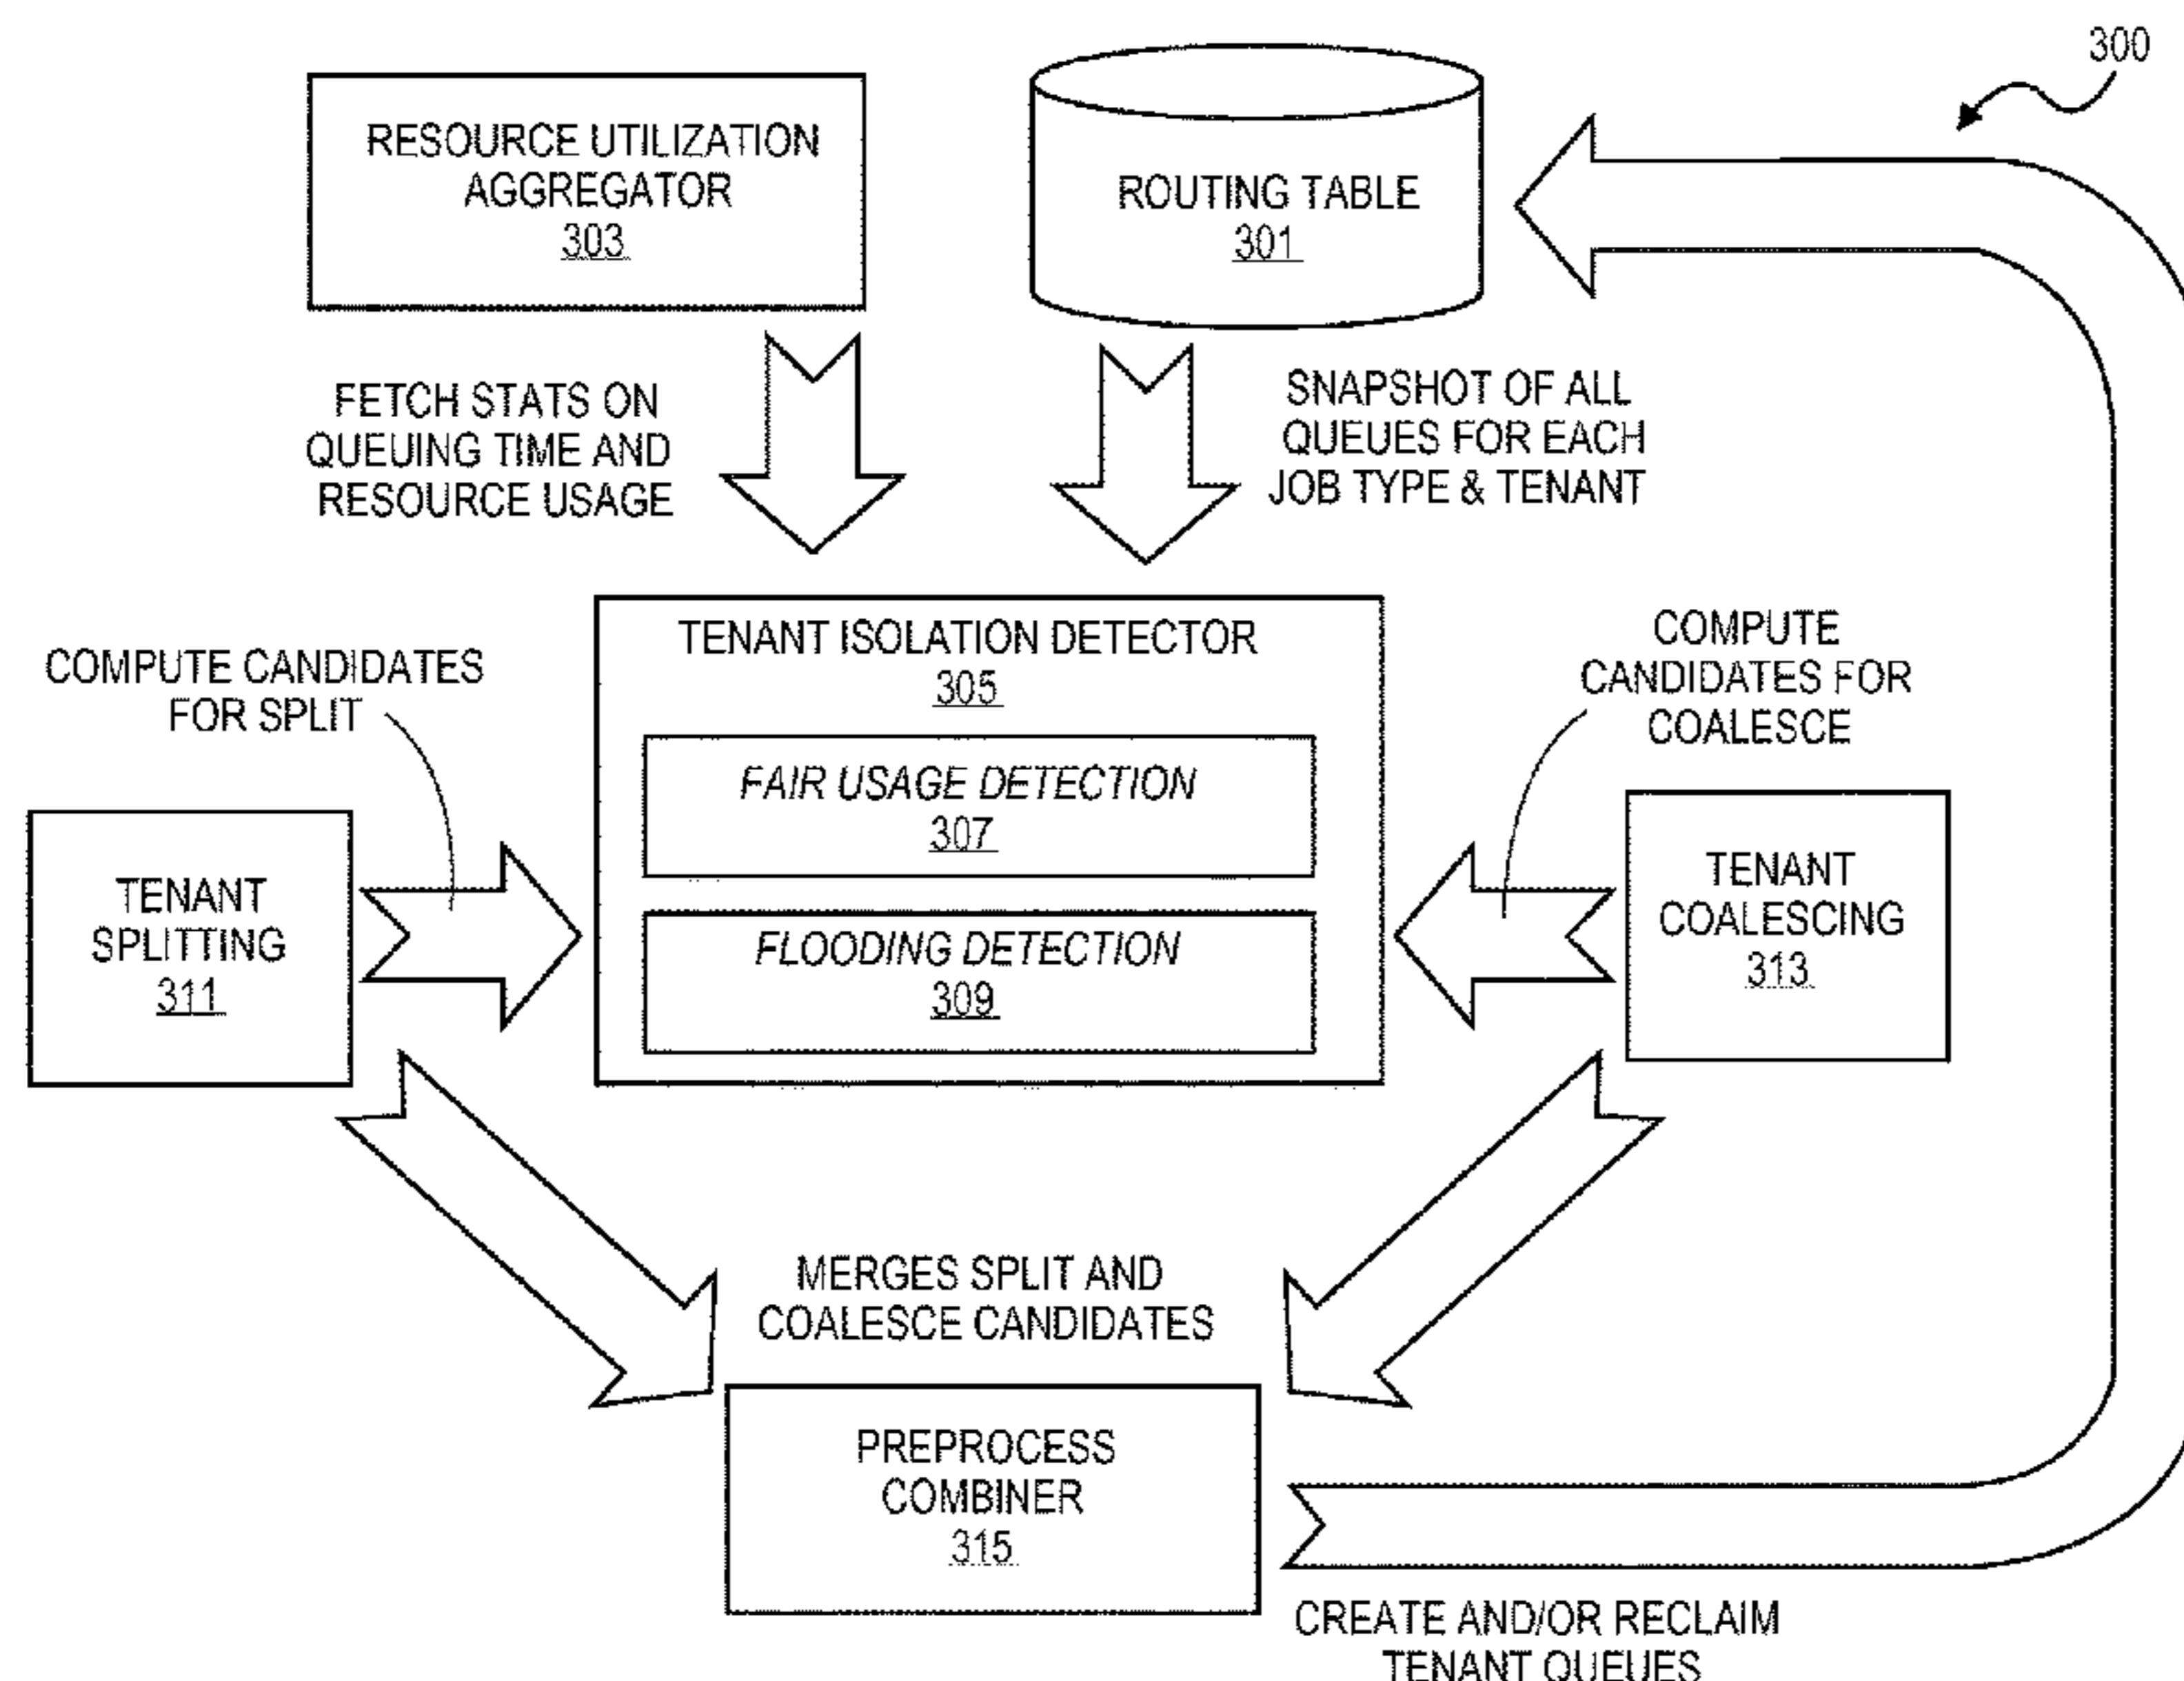 300
RESOURCE UTILIZATION
AGGREGATOR
303
ROUTING TABLE
301
FETCH STATS ON
QUEUING TIME AND
RESOURCE USAGE
SNAPSHOT OF ALL
QUEUES FOR EACH
JOB TYPE & TENANT
COMPUTE CANDIDATES
FOR SPLIT
TENANT ISOLATION DETECTOR
305
FAIR USAGE DETECTION
307
FLOODING DETECTION
309
COMPUTE
CANDIDATES FOR
COALESCE
TENANT
SPLITTING
311
TENANT
COALESCING
313
MERGES SPLIT AND
COALESCE CANDIDATES
PREPROCESS
COMBINER
315
CREATE AND/OR RECLAIM
TENANT QUEUES